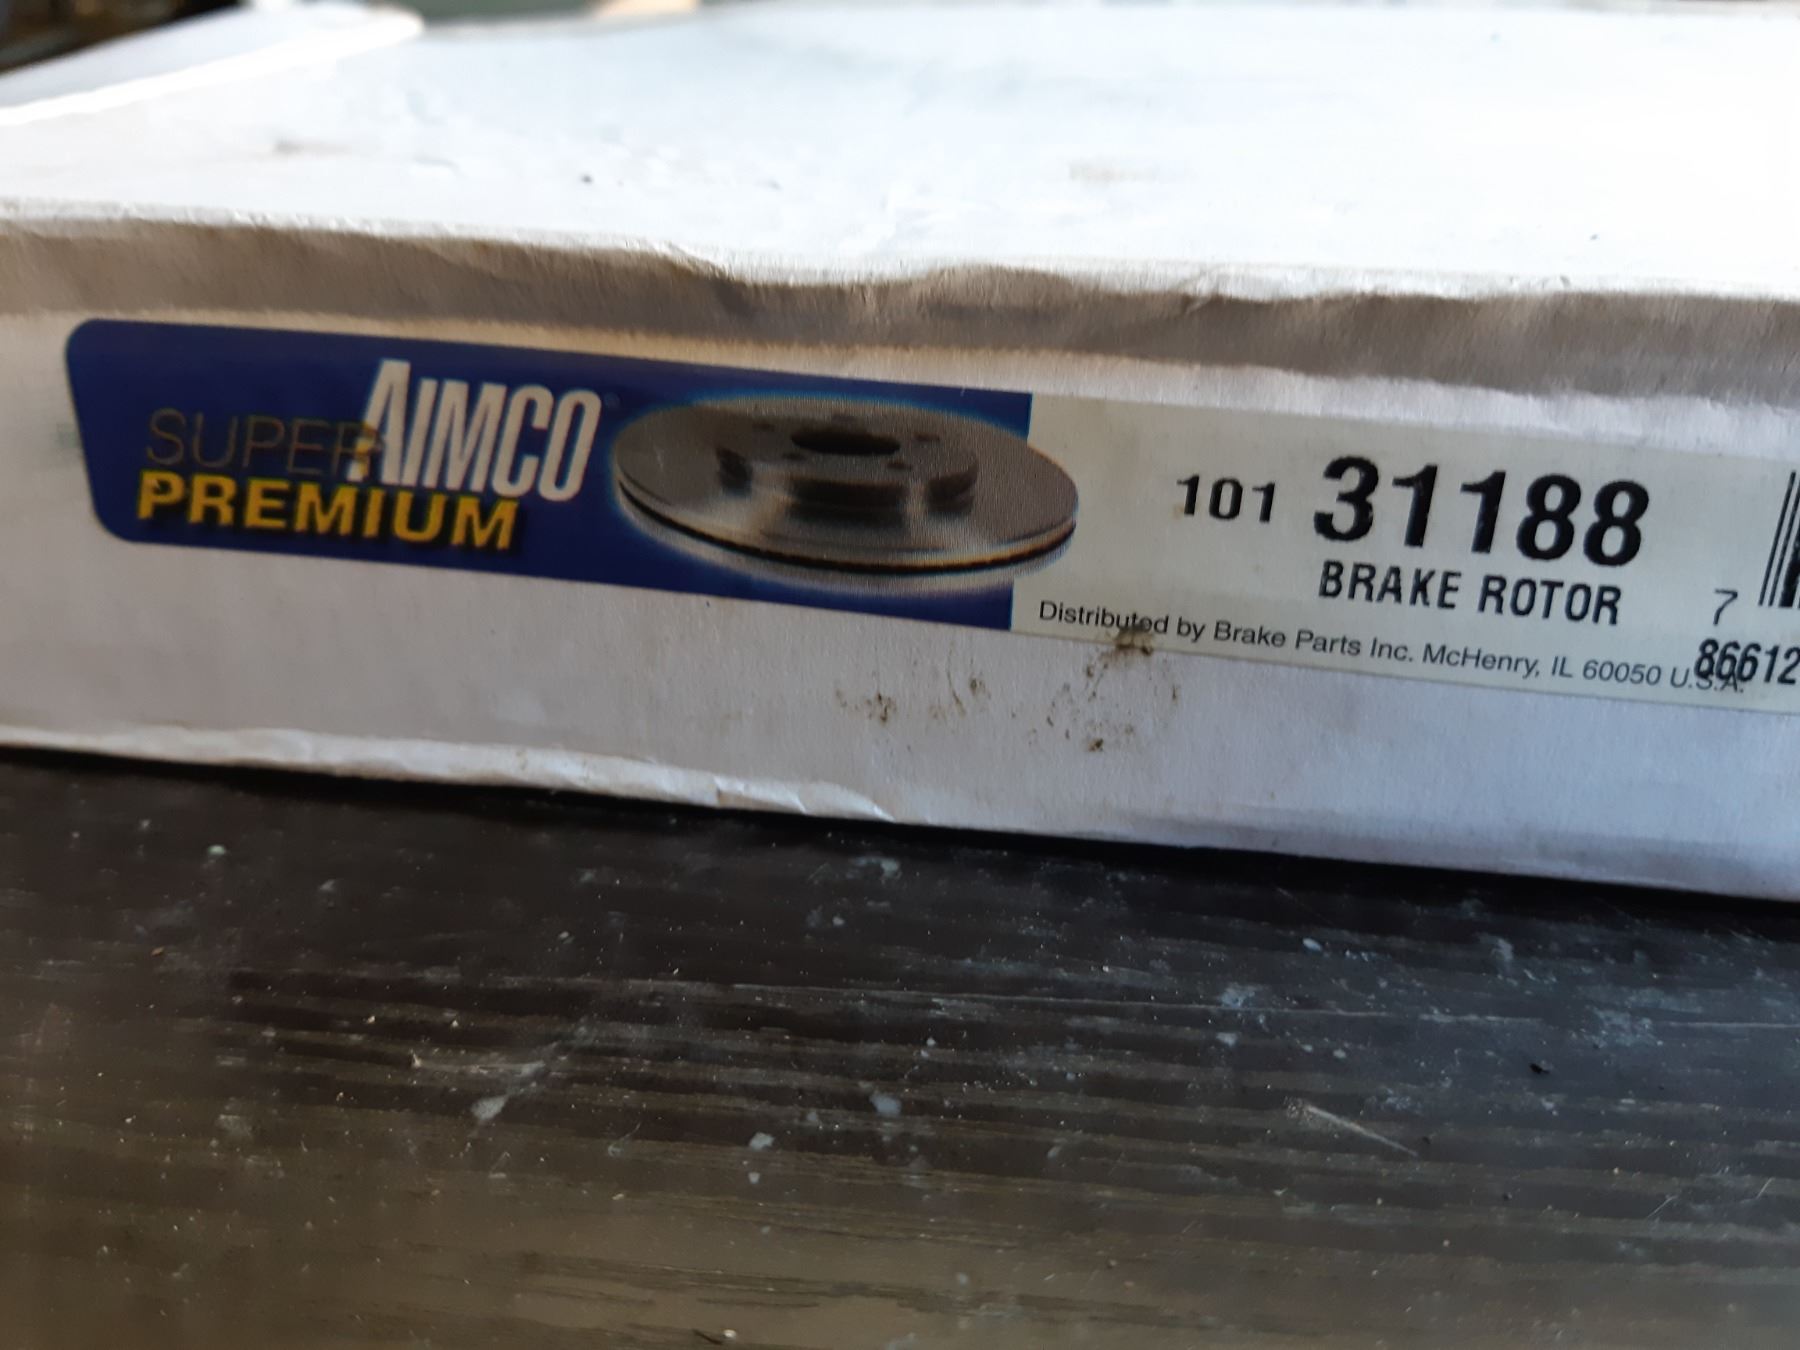 SUPER AIMCO
PREMIUM
101 31188
BRAKE ROTOR
Distributed by Brake Parts Inc. McHenry, IL 60050 U.S.A.
7
86612